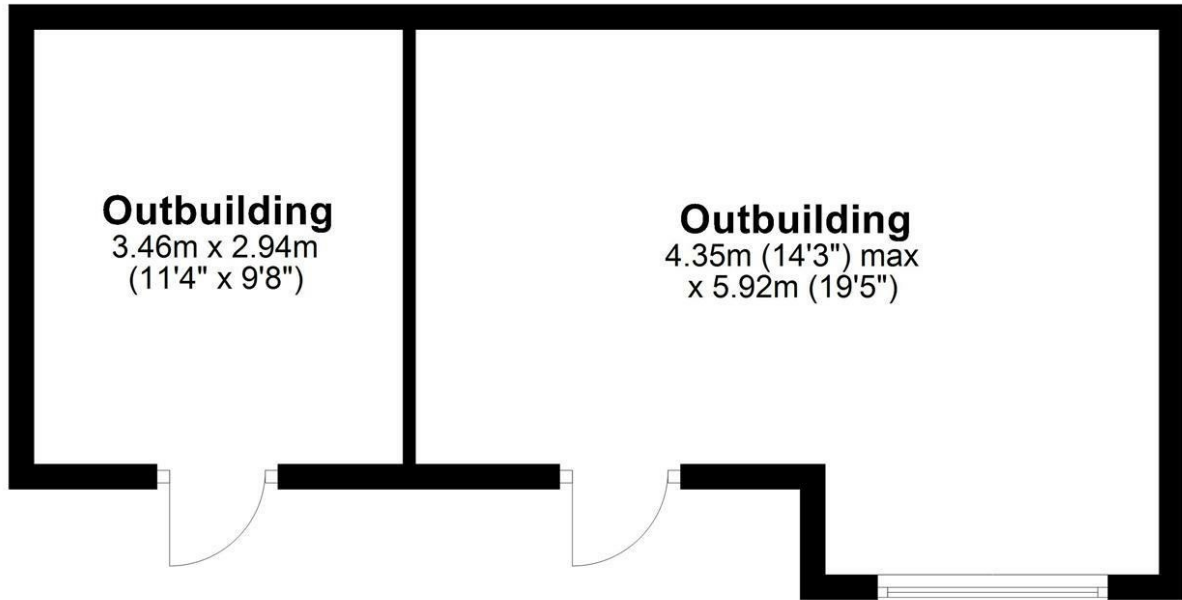 Outbuilding
3.46m x 2.94m
(11'4" x 9'8")
Outbuilding
4.35m (14'3") max
x 5.92m (19'5")